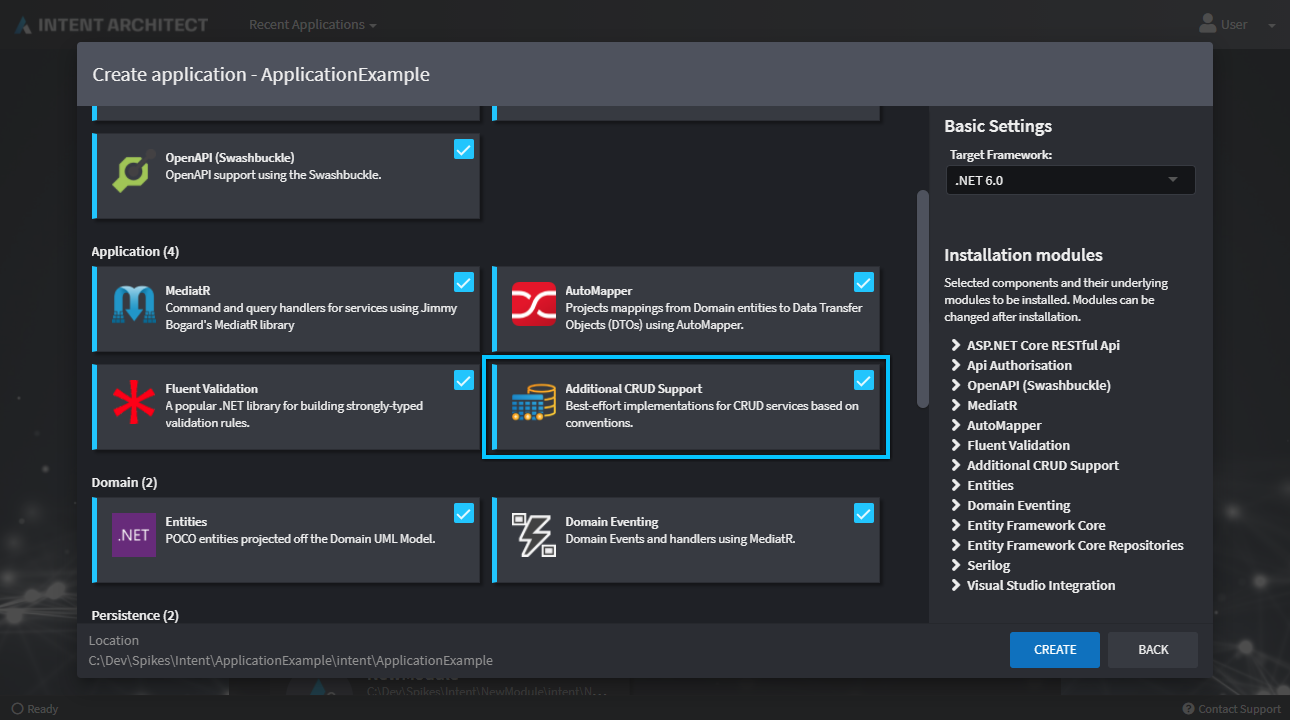 INTENT ARCHITECT
Recent Applications
User
Create application - ApplicationExample
OpenAPI (Swashbuckle)
OpenAPI support using the Swashbuckle.
Application (4)
MediatR
Command and query handlers for services using Jimmy
Bogard's MediatR library
AutoMapper
Projects mappings from Domain entities to Data Transfer
Objects (DTOs) using AutoMapper.
Fluent Validation
A popular .NET library for building strongly-typed
validation rules.
Additional CRUD Support
Best-effort implementations for CRUD services based on
conventions.
Domain (2)
.NET
Entities
POCO entities projected off the Domain UML Model.
Domain Eventing
Domain Events and handlers using MediatR.
Persistence (2)
Basic Settings
Target Framework:
.NET 6.0
Installation modules
Selected components and their underlying
modules to be installed. Modules can be
changed after installation.
ASP.NET Core RESTful Api
Api Authorisation
OpenAPI (Swashbuckle)
MediatR
AutoMapper
Fluent Validation
Additional CRUD Support
Entities
Domain Eventing
Entity Framework Core
Entity Framework Core Repositories
Serilog
Visual Studio Integration
Location
C:\Dev\Spikes\Intent\ApplicationExample\intent\ApplicationExample
CREATE
BACK
NewModule
C:\Dev\Spikes\Intent\NewModule\intent\N...
Ready
Contact Support